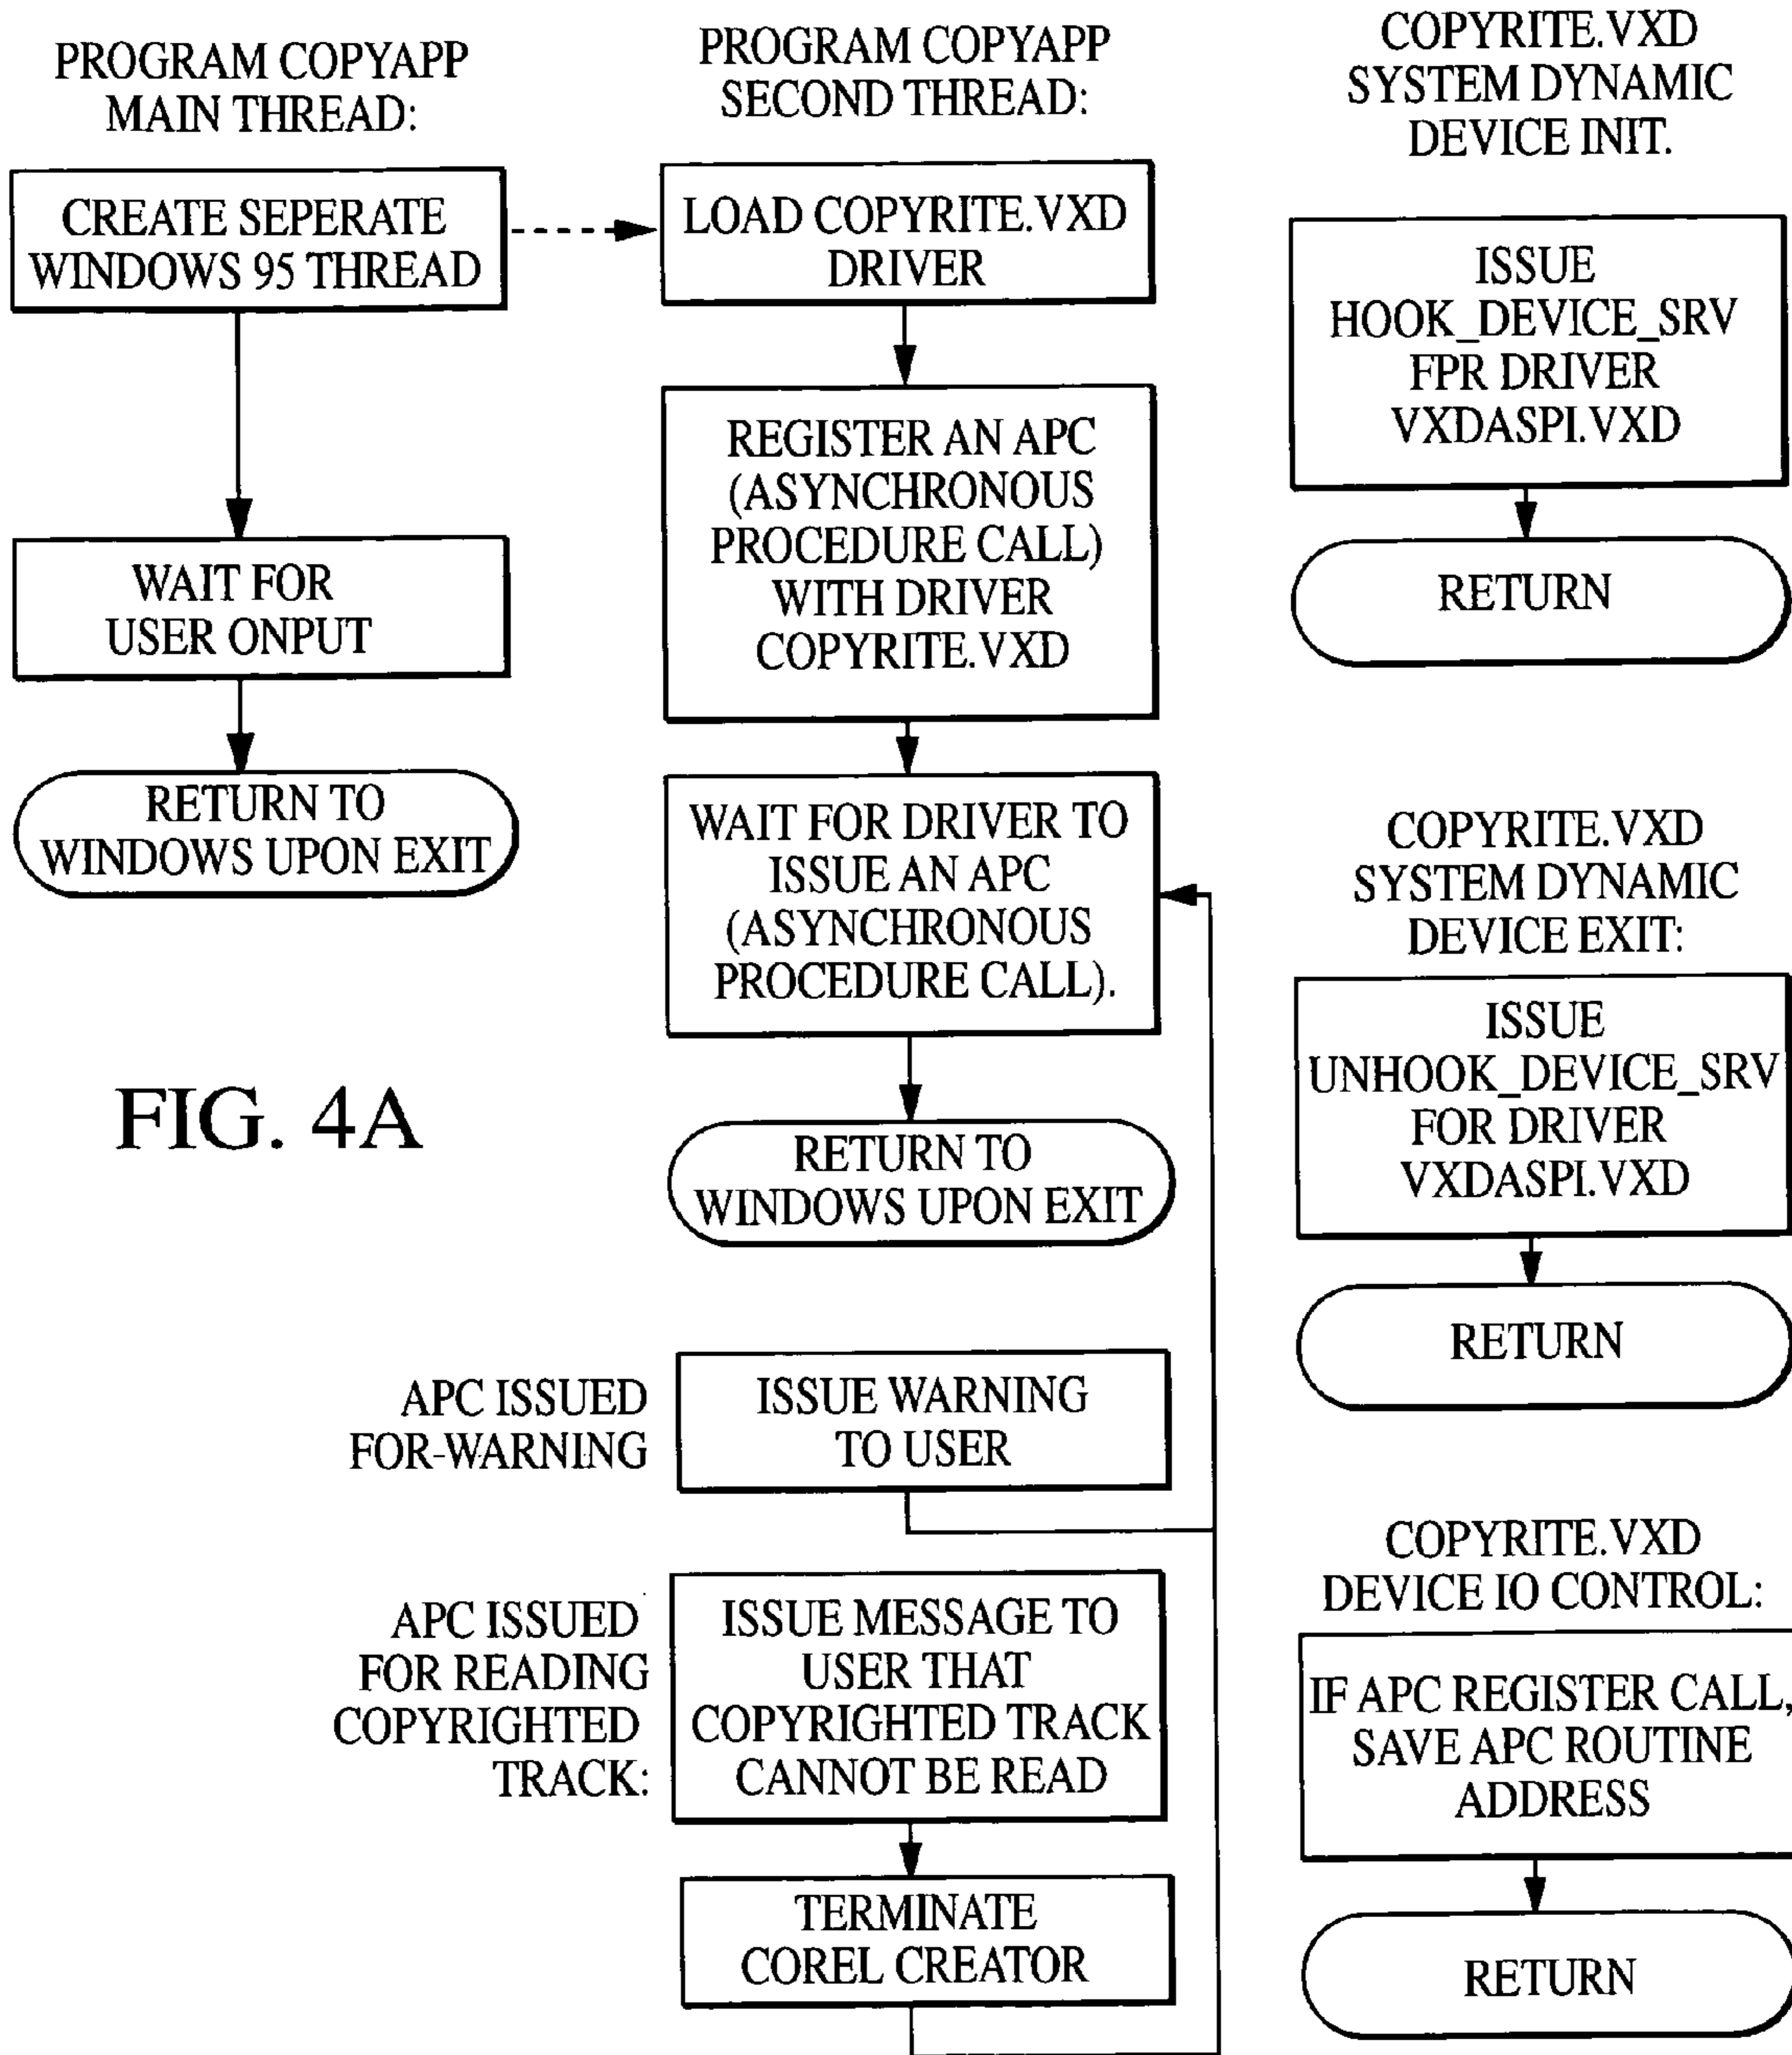 PROGRAM COPYAPP
MAIN THREAD:
CREATE SEPERATE
WINDOWS 95 THREAD
WAIT FOR
USER ONPUT
RETURN TO
WINDOWS UPON EXIT
FIG. 4A
PROGRAM COPYAPP
SECOND THREAD:
LOAD COPYRITE.VXD
DRIVER
REGISTER AN APC
(ASYNCHRONOUS
PROCEDURE CALL)
WITH DRIVER
COPYRITE.VXD
WAIT FOR DRIVER TO
ISSUE AN APC
(ASYNCHRONOUS
PROCEDURE CALL).
RETURN TO
WINDOWS UPON EXIT
APC ISSUED
FOR-WARNING
ISSUE WARNING
TO USER
APC ISSUED
FOR READING
COPYRIGHTED
TRACK:
ISSUE MESSAGE TO
USER THAT
COPYRIGHTED TRACK
CANNOT BE READ
TERMINATE
COREL CREATOR
COPYRITE.VXD
SYSTEM DYNAMIC
DEVICE INIT.
ISSUE
HOOK_DEVICE_SRV
FPR DRIVER
VXDASPI.VXD
RETURN
COPYRITE.VXD
SYSTEM DYNAMIC
DEVICE EXIT:
ISSUE
UNHOOK_DEVICE_SRV
FOR DRIVER
VXDASPI.VXD
RETURN
COPYRITE.VXD
DEVICE IO CONTROL:
IF APC REGISTER CALL,
SAVE APC ROUTINE
ADDRESS
RETURN